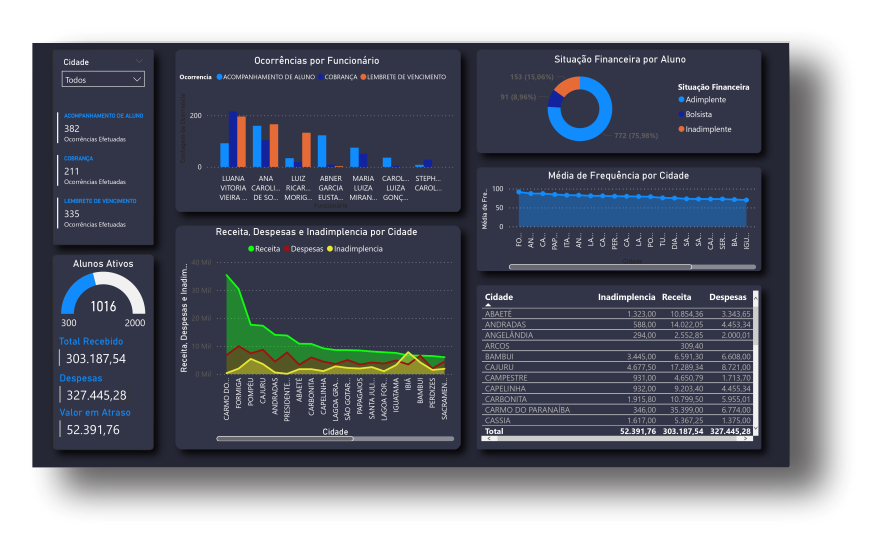 Cidade
Todos
ACOMPANHAMENTO DE ALUNO
382
Ocorrências Efetuadas
COBRANÇA
211
Ocorrências Efetuadas
LEMBRETE DE VENCIMENTO
335
Ocorrências Efetuadas
Alunos Ativos
1016
300
2000
Total Recebido
303.187,54
Despesas
327.445,28
Valor em Atraso
52.391,76
Ocorrências por Funcionário
Ocorrencia ACOMPANHAMENTO DE ALUNO COBRANÇA LEMBRETE DE VENCIMENTO
200
0
LUANA VITORIA VIEIRA ...
ANA CAROLI... DE SO...
LUIZ RICAR... MORIG...
ABNER GARCIA EUSTA...
MARIA LUIZA MIRAN...
CAROL... LUIZA GONÇ...
STEPH... CAROL...
Receita, Despesas e Inadimplencia por Cidade
Receita Despesas Inadimplencia
Receita, Despesas e Inadim...
40 Mil
30 Mil
20 Mil
10 Mil
0 Mil
CARMO DO...
FORMIGA
POMPÉU
CAJURU
ANDRADAS
PRESIDENTE...
ABAETÉ
CARBONITA
CAPELINHA
LAGOA GRA...
SÃO GOTAR...
PAPAGAIOS
SANTA JULI...
LAGOA FOR...
IGUATAMA
IBIÁ
BAMBUI
PERDIZES
SACRAMEN...
Cidade
Situação Financeira por Aluno
153 (15,06%)
91 (8,96%)
772 (75,98%)
Situação Financeira
Adimplente
Bolsista
Inadimplente
Média de Frequência por Cidade
Média de Fre...
100
50
0
FO...
AN...
CA...
PAP...
ITA...
AN...
LA...
CA...
PER...
CA...
LA...
PO...
TU...
DIA...
SA...
SA...
CAJ...
SER...
BA...
IGU...
Cidade
Cidade Inadimplencia Receita Despesas
ABAETÉ 1.323,00 10.854,36 3.343,65
ANDRADAS 588,00 14.022,05 4.453,34
ANGELÂNDIA 294,00 2.552,85 2.000,01
ARCOS 309,40
BAMBUI 3.445,00 6.591,30 6.608,00
CAJURU 4.677,50 17.289,34 8.721,00
CAMPESTRE 931,00 4.650,79 1.713,70
CAPELINHA 932,00 9.203,40 4.455,34
CARBONITA 1.915,80 10.799,50 5.955,01
CARMO DO PARANAÍBA 346,00 35.399,00 6.774,00
CASSIA 1.617,00 5.367,25 1.375,00
Total 52.391,76 303.187,54 327.445,28